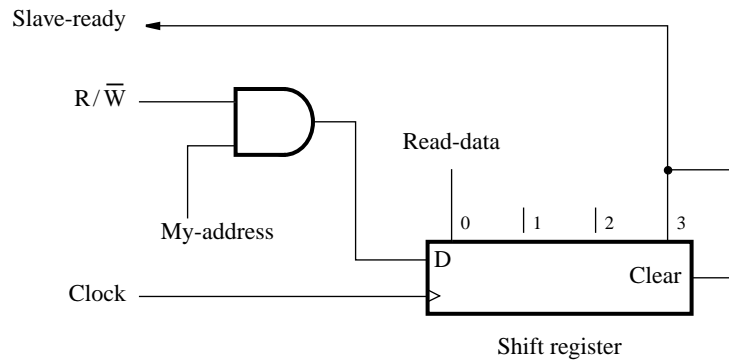 Slave-ready
R / W̅
Read-data
My-address
0 1 2 3
D
Clear
Clock
Shift register